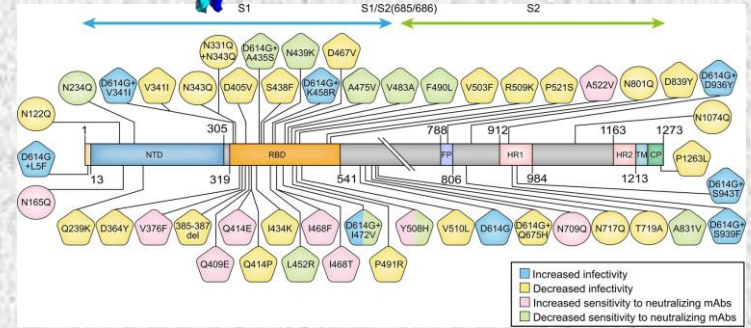 S1
S1/S2(685/686)
S2
N331Q
+N343Q
D614G+
A435S
N439K
D467V
N234Q
D614G+
V341I
V341I
N343Q
D405V
S438F
D614G+
K458R
A475V
V483A
F490L
V503F
R509K
P521S
A522V
N801Q
D839Y
D614G+
D936Y
N122Q
N1074Q
1
305
788
912
1163
1273
D614G
+L5F
NTD
RBD
FP
HR1
HR2
TM
CP
P1263L
13
319
541
806
984
1213
N165Q
D614G+
S943T
Q239K
D364Y
V376F
385-387
del
Q414E
I434K
I468F
D614G+
I472V
Y508H
V510L
D614G
D614G+
Q675H
N709Q
N717Q
T719A
A831V
D614G+
S939F
Q409E
Q414P
L452R
I468T
P491R
Increased infectivity
Decreased infectivity
Increased sensitivity to neutralizing mAbs
Decreased sensitivity to neutralizing mAbs